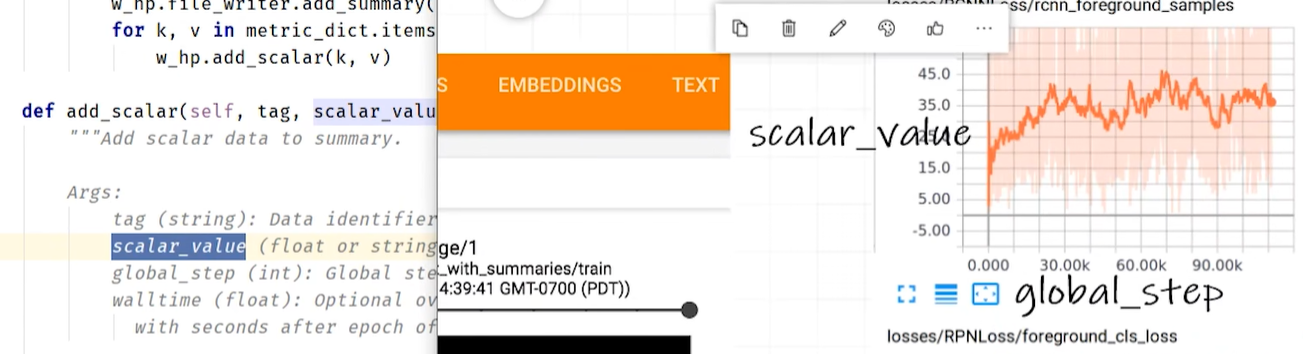 w_hp.file_writer.add_summary(
for k, v in metric_dict.items
w_hp.add_scalar(k, v)
def add_scalar(self, tag, scalar_valu
"""Add scalar data to summary.
Args:
tag (string): Data identifier
scalar_value (float or string
global_step (int): Global ste
walltime (float): Optional ov
with seconds after epoch of
S EMBEDDINGS TEXT
ge/1
_with_summaries/train
4:39:41 GMT-0700 (PDT))
losses/RCNNLoss/rcnn_foreground_samples
45.0
35.0
scalar_value
25.0
15.0
5.00
-5.00
0.000 30.00k 60.00k 90.00k
global_step
losses/RPNLoss/foreground_cls_loss